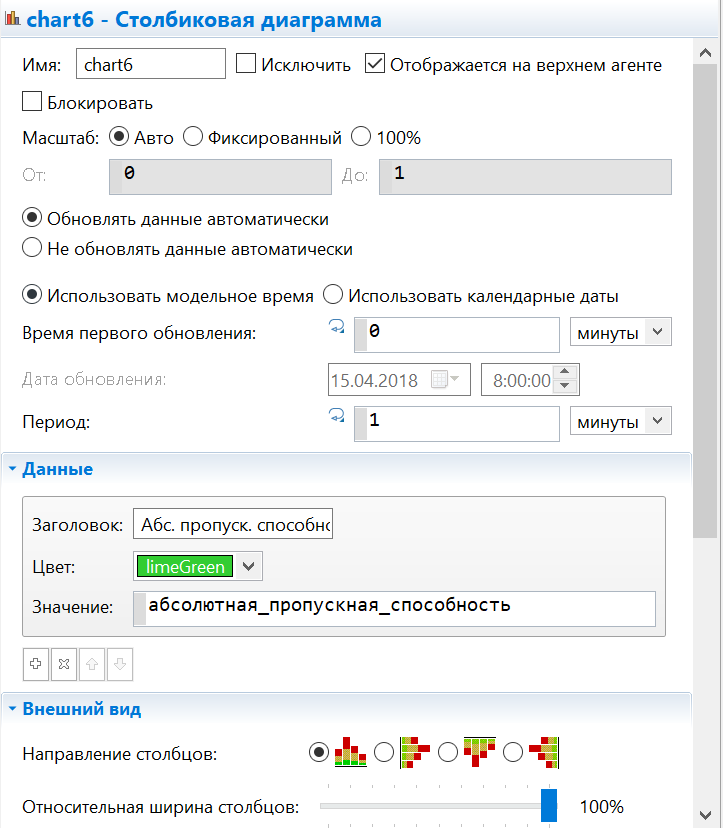 chart6 - Столбиковая диаграмма
Имя: chart6 Исключить Отображается на верхнем агенте
Блокировать
Масштаб: Авто Фиксированный 100%
От: 0 До: 1
Обновлять данные автоматически
Не обновлять данные автоматически
Использовать модельное время Использовать календарные даты
Время первого обновления: 0 минуты
Дата обновления: 15.04.2018 8:00:00
Период: 1 минуты
Данные
Заголовок: Абс. пропуск. способно
Цвет: limeGreen
Значение: абсолютная_пропускная_способность
Внешний вид
Направление столбцов:
Относительная ширина столбцов: 100%